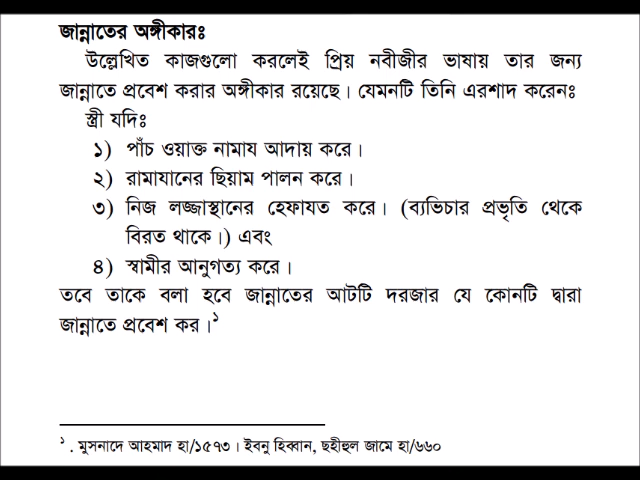 জান্নাতের অঙ্গীকারঃ
উল্লেখিত কাজগুলো করলেই প্রিয় নবীজীর ভাষায় তার জন্য
জান্নাতে প্রবেশ করার অঙ্গীকার রয়েছে। যেমনটি তিনি এরশাদ করেনঃ
স্ত্রী যদিঃ
১) পাঁচ ওয়াক্ত নামায আদায় করে।
২) রামাযানের ছিয়াম পালন করে।
৩) নিজ লজ্জাস্থানের হেফাযত করে। (ব্যভিচার প্রভৃতি থেকে
বিরত থাকে।) এবং
৪) স্বামীর আনুগত্য করে।
তবে তাকে বলা হবে জান্নাতের আটটি দরজার যে কোনটি দ্বারা
জান্নাতে প্রবেশ কর।১
১. মুসনাদে আহমাদ হা/১৫৭৩। ইবনু হিব্বান, ছহীহুল জামে হা/৬৬০